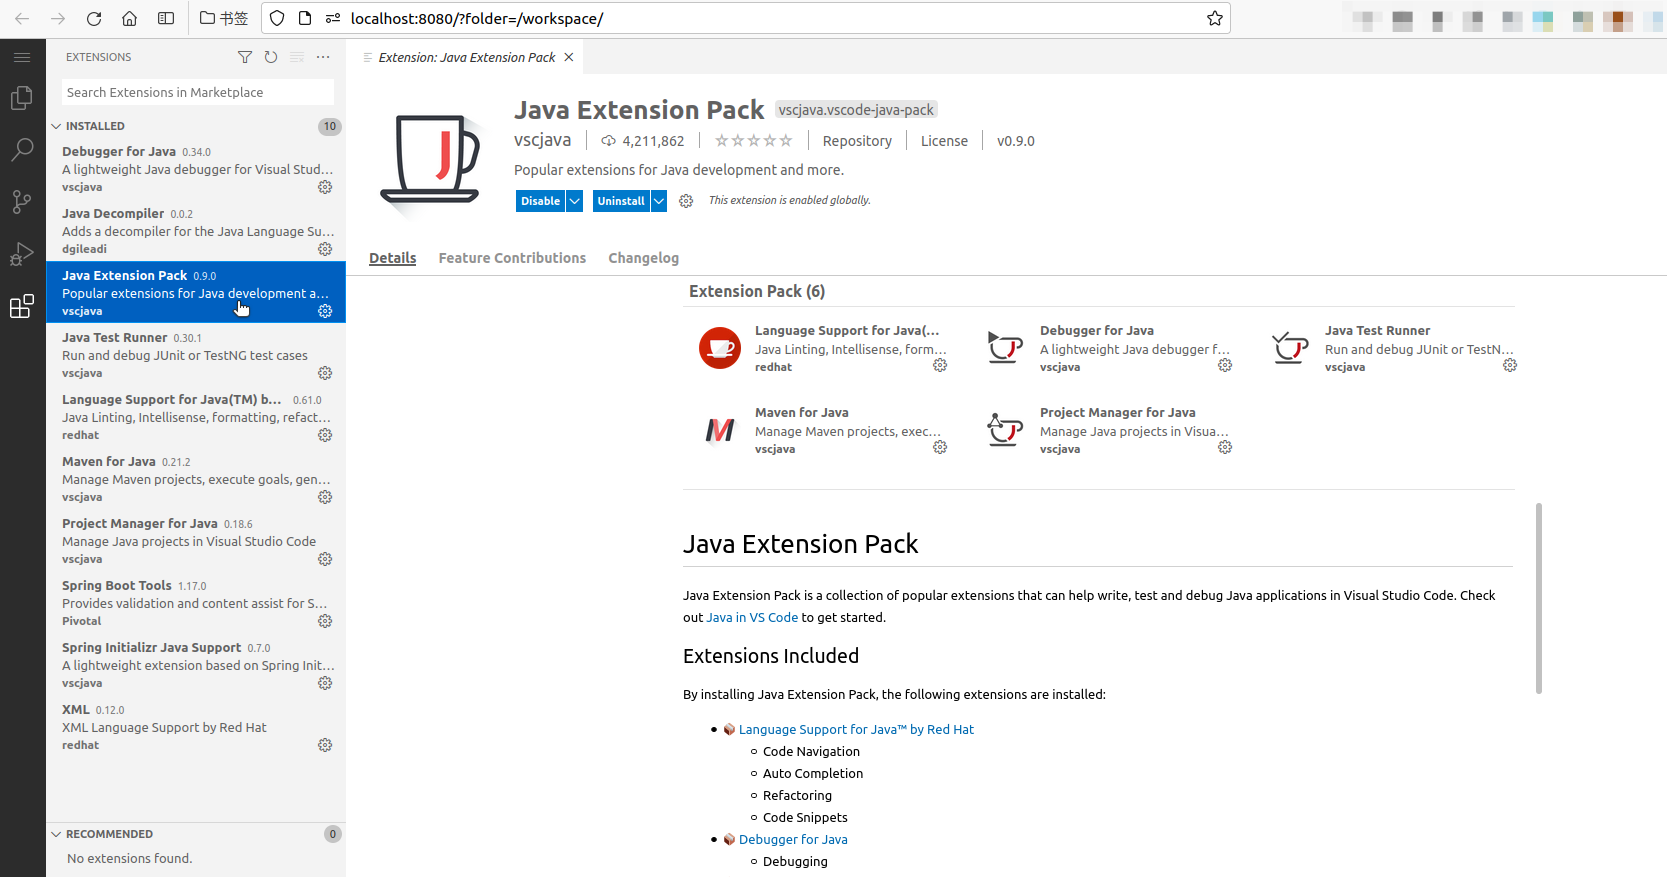 书签
localhost:8080/?folder=/workspace/
EXTENSIONS
Search Extensions in Marketplace
INSTALLED 10
Debugger for Java 0.34.0
A lightweight Java debugger for Visual Stud...
vscjava
Java Decompiler 0.0.2
Adds a decompiler for the Java Language Su...
dgileadi
Java Extension Pack 0.9.0
Popular extensions for Java development a...
vscjava
Java Test Runner 0.30.1
Run and debug JUnit or TestNG test cases
vscjava
Language Support for Java(TM) b... 0.61.0
Java Linting, Intellisense, formatting, refact...
redhat
Maven for Java 0.21.2
Manage Maven projects, execute goals, gen...
vscjava
Project Manager for Java 0.18.6
Manage Java projects in Visual Studio Code
vscjava
Spring Boot Tools 1.17.0
Provides validation and content assist for S...
Pivotal
Spring Initializr Java Support 0.7.0
A lightweight extension based on Spring Init...
vscjava
XML 0.12.0
XML Language Support by Red Hat
redhat
RECOMMENDED 0
No extensions found.
Extension: Java Extension Pack
Java Extension Pack vscjava.vscode-java-pack
vscjava 4,211,862 Repository License v0.9.0
Popular extensions for Java development and more.
Disable Uninstall This extension is enabled globally.
Details Feature Contributions Changelog
Extension Pack (6)
Language Support for Java(...
Java Linting, Intellisense, form...
redhat
Debugger for Java
A lightweight Java debugger f...
vscjava
Java Test Runner
Run and debug JUnit or TestN...
vscjava
Maven for Java
Manage Maven projects, exec...
vscjava
Project Manager for Java
Manage Java projects in Visua...
vscjava
Java Extension Pack
Java Extension Pack is a collection of popular extensions that can help write, test and debug Java applications in Visual Studio Code. Check
out Java in VS Code to get started.
Extensions Included
By installing Java Extension Pack, the following extensions are installed:
Language Support for Java™ by Red Hat
Code Navigation
Auto Completion
Refactoring
Code Snippets
Debugger for Java
Debugging